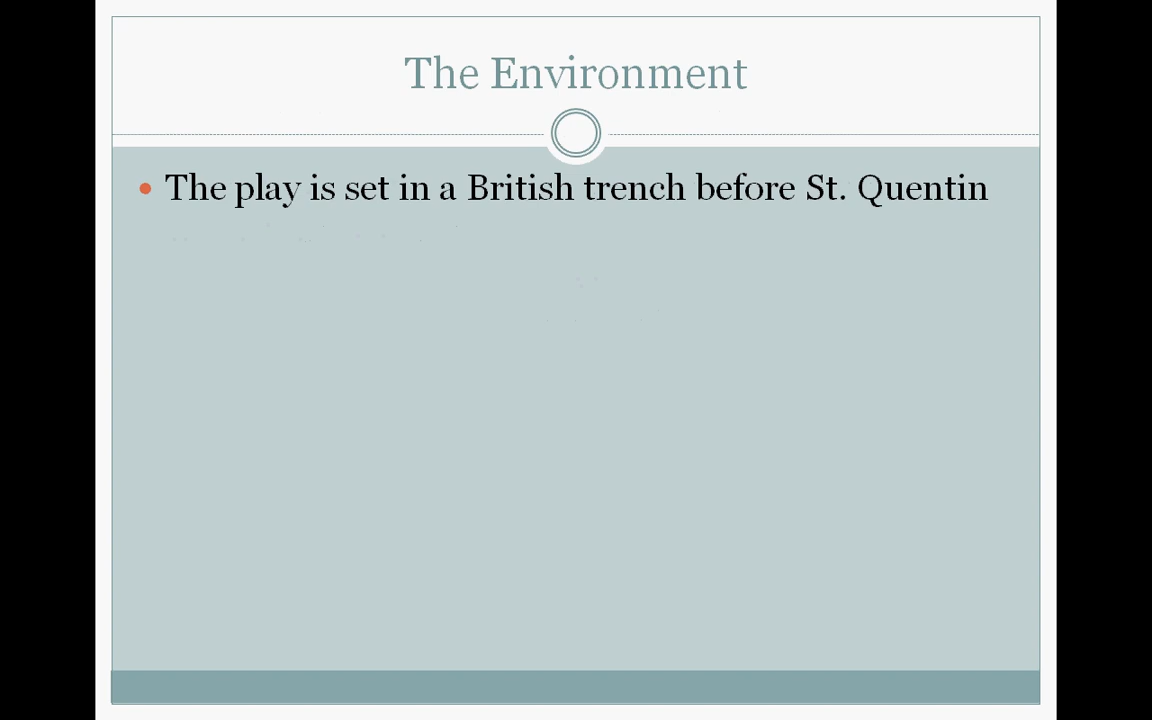 The Environment
The play is set in a British trench before St. Quentin